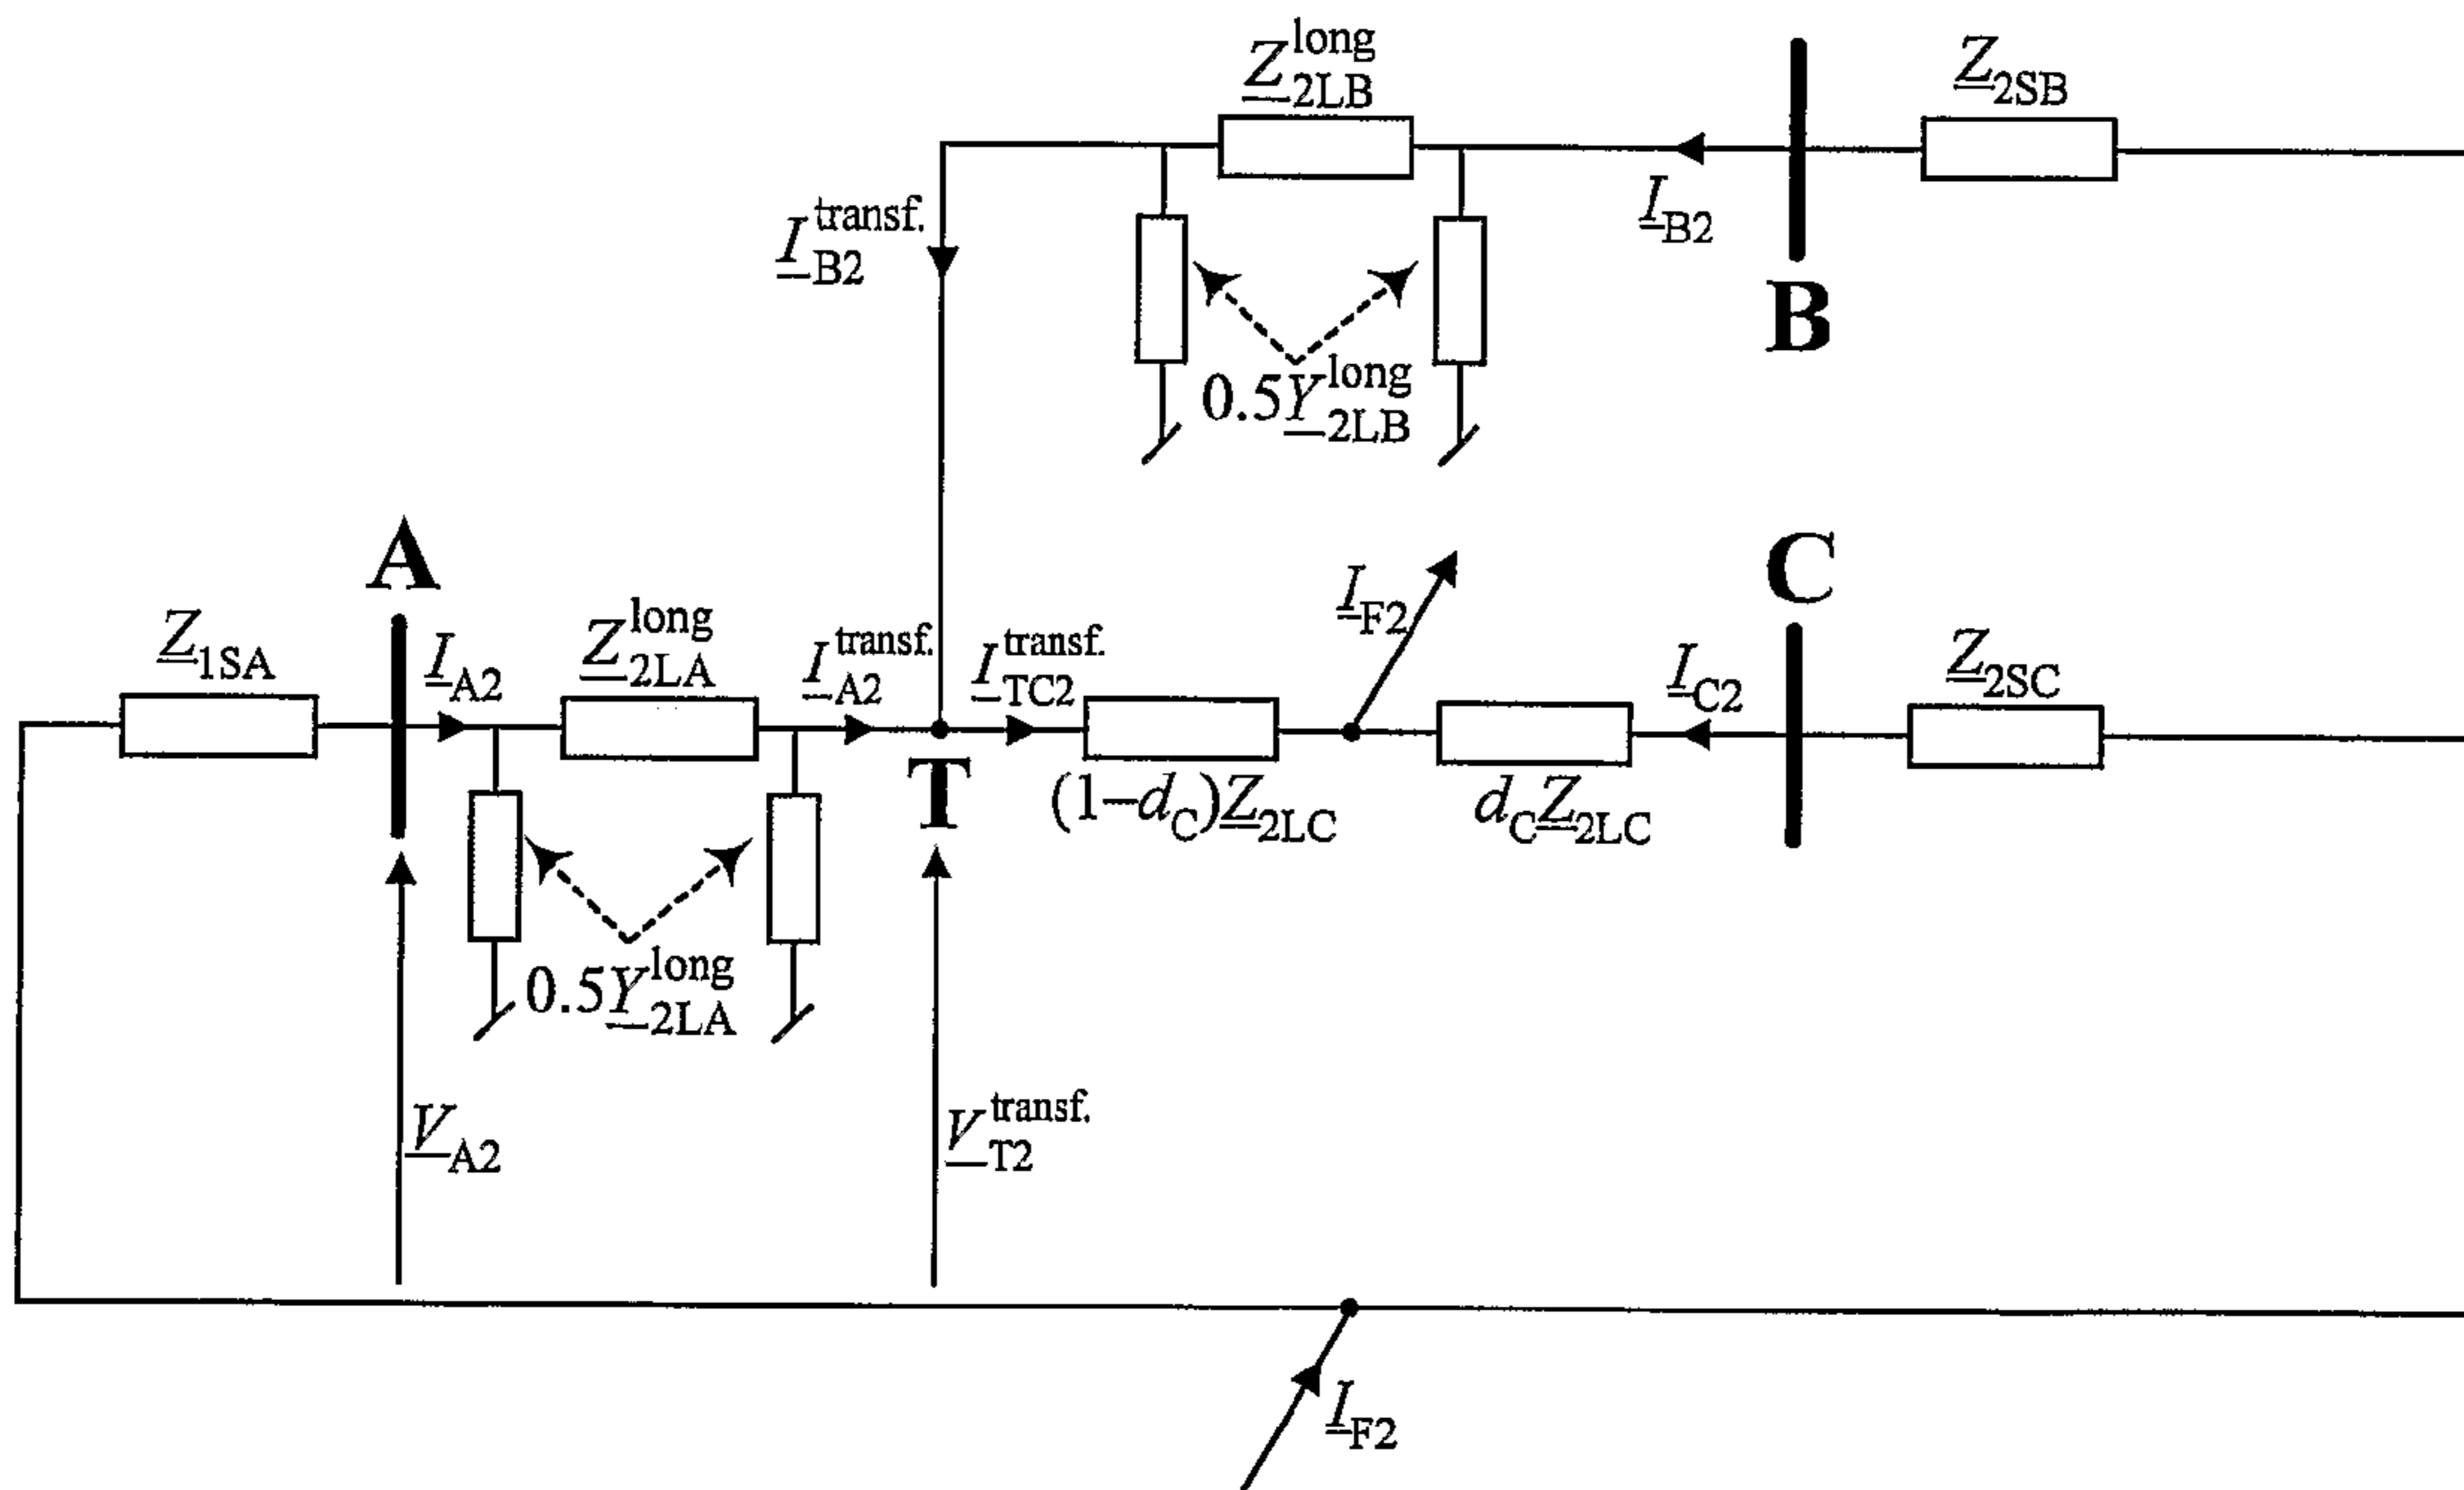 Z_2LB^long
Z_2SB
I_B2^transf.
I_B2
B
0.5Y_2LB^long
A
C
Z_1SA
I_A2
Z_2LA^long
I_A2^transf.
I_TC2^transf.
I_F2
I_C2
Z_2SC
T
(1–d_C)Z_2LC
d_CZ_2LC
0.5Y_2LA^long
V_A2
V_T2^transf.
I_F2